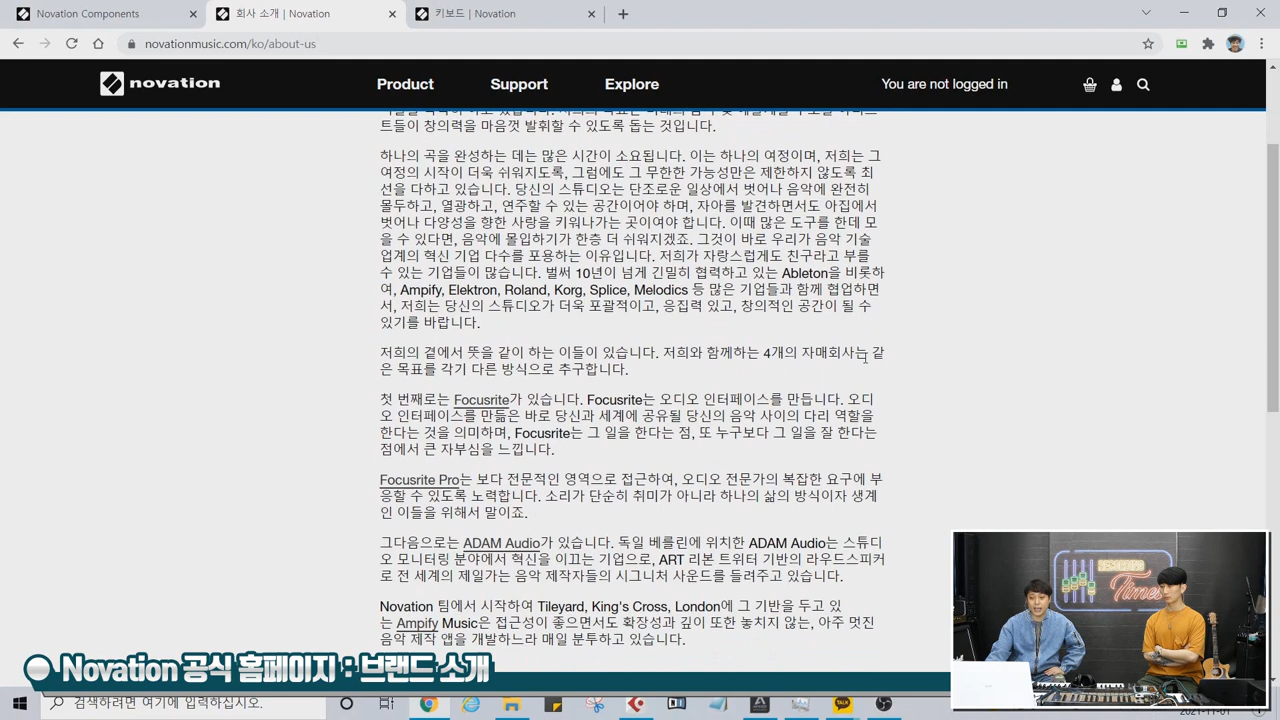 Novation Components
회사 소개 | Novation
키보드 | Novation
novationmusic.com/ko/about-us
novation
Product
Support
Explore
You are not logged in
트들이 창의력을 마음껏 발휘할 수 있도록 돕는 것입니다.
하나의 곡을 완성하는 데는 많은 시간이 소요됩니다. 이는 하나의 여정이며, 저희는 그
여정의 시작이 더욱 쉬워지도록, 그럼에도 그 무한한 가능성만은 제한하지 않도록 최
선을 다하고 있습니다. 당신의 스튜디오는 단조로운 일상에서 벗어나 음악에 완전히
몰두하고, 열광하고, 연주할 수 있는 공간이어야 하며, 자아를 발견하면서도 아집에서
벗어나 다양성을 향한 사랑을 키워나가는 곳이여야 합니다. 이때 많은 도구를 한데 모
을 수 있다면, 음악에 몰입하기가 한층 더 쉬워지겠죠. 그것이 바로 우리가 음악 기술
업계의 혁신 기업 다수를 포용하는 이유입니다. 저희가 자랑스럽게도 친구라고 부를
수 있는 기업들이 많습니다. 벌써 10년이 넘게 긴밀히 협력하고 있는 Ableton을 비롯하
여, Ampify, Elektron, Roland, Korg, Splice, Melodics 등 많은 기업들과 함께 협업하면
서, 저희는 당신의 스튜디오가 더욱 포괄적이고, 응집력 있고, 창의적인 공간이 될 수
있기를 바랍니다.
저희의 곁에서 뜻을 같이 하는 이들이 있습니다. 저희와 함께하는 4개의 자매회사는 같
은 목표를 각기 다른 방식으로 추구합니다.
첫 번째로는 Focusrite가 있습니다. Focusrite는 오디오 인터페이스를 만듭니다. 오디
오 인터페이스를 만듦은 바로 당신과 세계에 공유될 당신의 음악 사이의 다리 역할을
한다는 것을 의미하며, Focusrite는 그 일을 한다는 점, 또 누구보다 그 일을 잘 한다는
점에서 큰 자부심을 느낍니다.
Focusrite Pro는 보다 전문적인 영역으로 접근하여, 오디오 전문가의 복잡한 요구에 부
응할 수 있도록 노력합니다. 소리가 단순히 취미가 아니라 하나의 삶의 방식이자 생계
인 이들을 위해서 말이죠.
그다음으로는 ADAM Audio가 있습니다. 독일 베를린에 위치한 ADAM Audio는 스튜디
오 모니터링 분야에서 혁신을 이끄는 기업으로, ART 리본 트위터 기반의 라우드스피커
로 전 세계의 제일가는 음악 제작자들의 시그니처 사운드를 들려주고 있습니다.
Novation 팀에서 시작하여 Tileyard, King's Cross, London에 그 기반을 두고 있
는 Ampify Music은 접근성이 좋으면서도 확장성과 깊이 또한 놓치지 않는, 아주 멋진
음악 제작 앱을 개발하느라 매일 분투하고 있습니다.
Times
Novation 공식 홈페이지 : 브랜드 소개
검색하려면 여기에 입력하십시오.
TALK